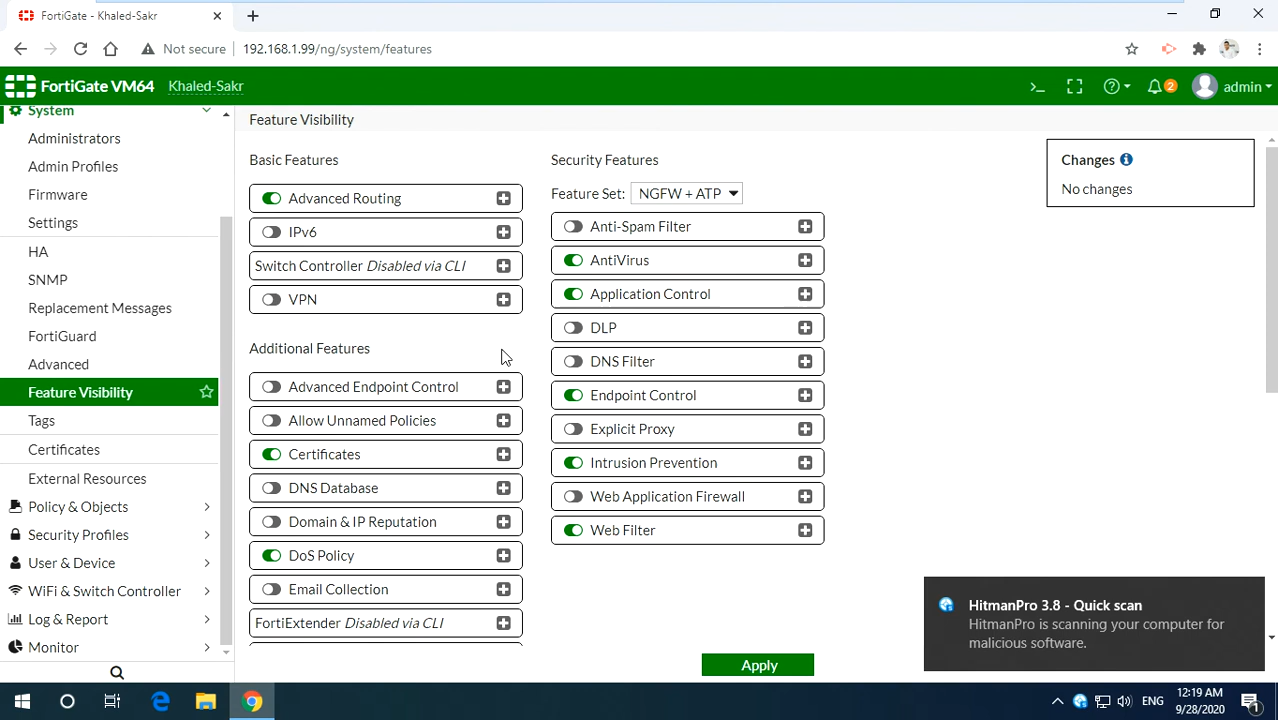 FortiGate - Khaled-Sakr
Not secure
192.168.1.99/ng/system/features
FortiGate VM64
Khaled-Sakr
2
admin
System
Administrators
Admin Profiles
Firmware
Settings
HA
SNMP
Replacement Messages
FortiGuard
Advanced
Feature Visibility
Tags
Certificates
External Resources
Policy & Objects
Security Profiles
User & Device
WiFi & Switch Controller
Log & Report
Monitor
Feature Visibility
Basic Features
Advanced Routing
IPv6
Switch Controller Disabled via CLI
VPN
Additional Features
Advanced Endpoint Control
Allow Unnamed Policies
Certificates
DNS Database
Domain & IP Reputation
DoS Policy
Email Collection
FortiExtender Disabled via CLI
Security Features
Feature Set: NGFW + ATP
Anti-Spam Filter
AntiVirus
Application Control
DLP
DNS Filter
Endpoint Control
Explicit Proxy
Intrusion Prevention
Web Application Firewall
Web Filter
Changes
No changes
Apply
HitmanPro 3.8 - Quick scan
HitmanPro is scanning your computer for
malicious software.
ENG
12:19 AM
9/28/2020
1